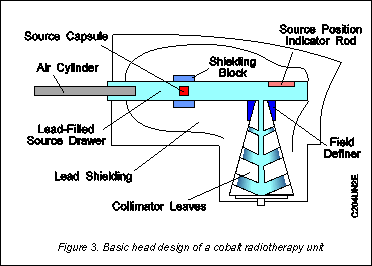 Source Capsule
Source Position
Indicator Rod
Shielding
Block
Air Cylinder
Lead-Filled
Source Drawer
Field
Definer
Lead Shielding
Collimator Leaves
C204UN2E
Figure 3. Basic head design of a cobalt radiotherapy unit